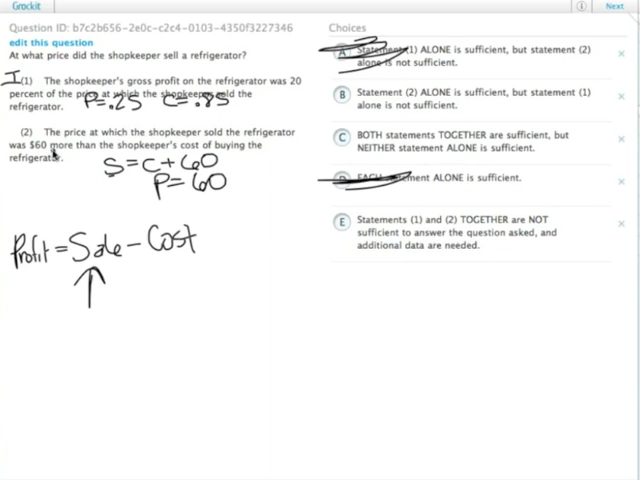 Grockit
Next
Question ID: b7c2b656-2e0c-c2c4-0103-4350f3227346
edit this question
At what price did the shopkeeper sell a refrigerator?
I (1) The shopkeeper's gross profit on the refrigerator was 20
percent of the price at which the shopkeeper sold the
refrigerator.
P=.2S C=.8S
(2) The price at which the shopkeeper sold the refrigerator
was $60 more than the shopkeeper's cost of buying the
refrigerator.
S=C+60
P=60
Profit = Sale - Cost
Choices
A Statement (1) ALONE is sufficient, but statement (2)
alone is not sufficient.
B Statement (2) ALONE is sufficient, but statement (1)
alone is not sufficient.
C BOTH statements TOGETHER are sufficient, but
NEITHER statement ALONE is sufficient.
D EACH statement ALONE is sufficient.
E Statements (1) and (2) TOGETHER are NOT
sufficient to answer the question asked, and
additional data are needed.